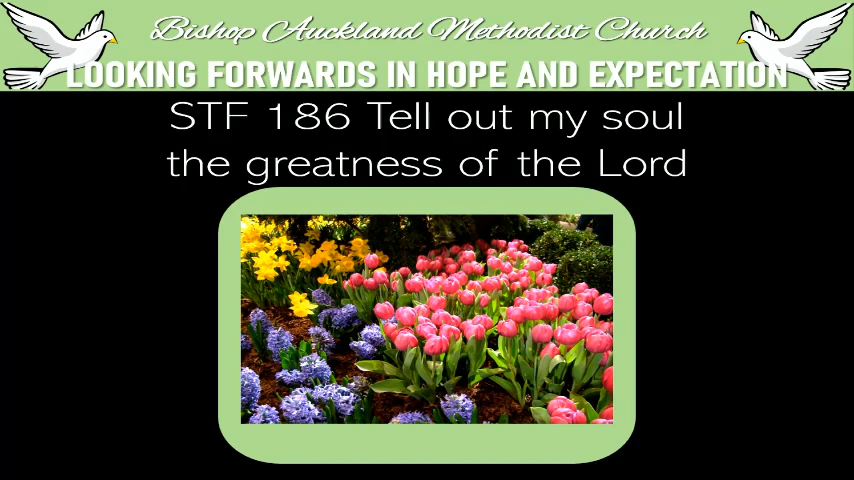 Bishop Auckland Methodist Church
LOOKING FORWARDS IN HOPE AND EXPECTATION
STF 186 Tell out my soul
the greatness of the Lord